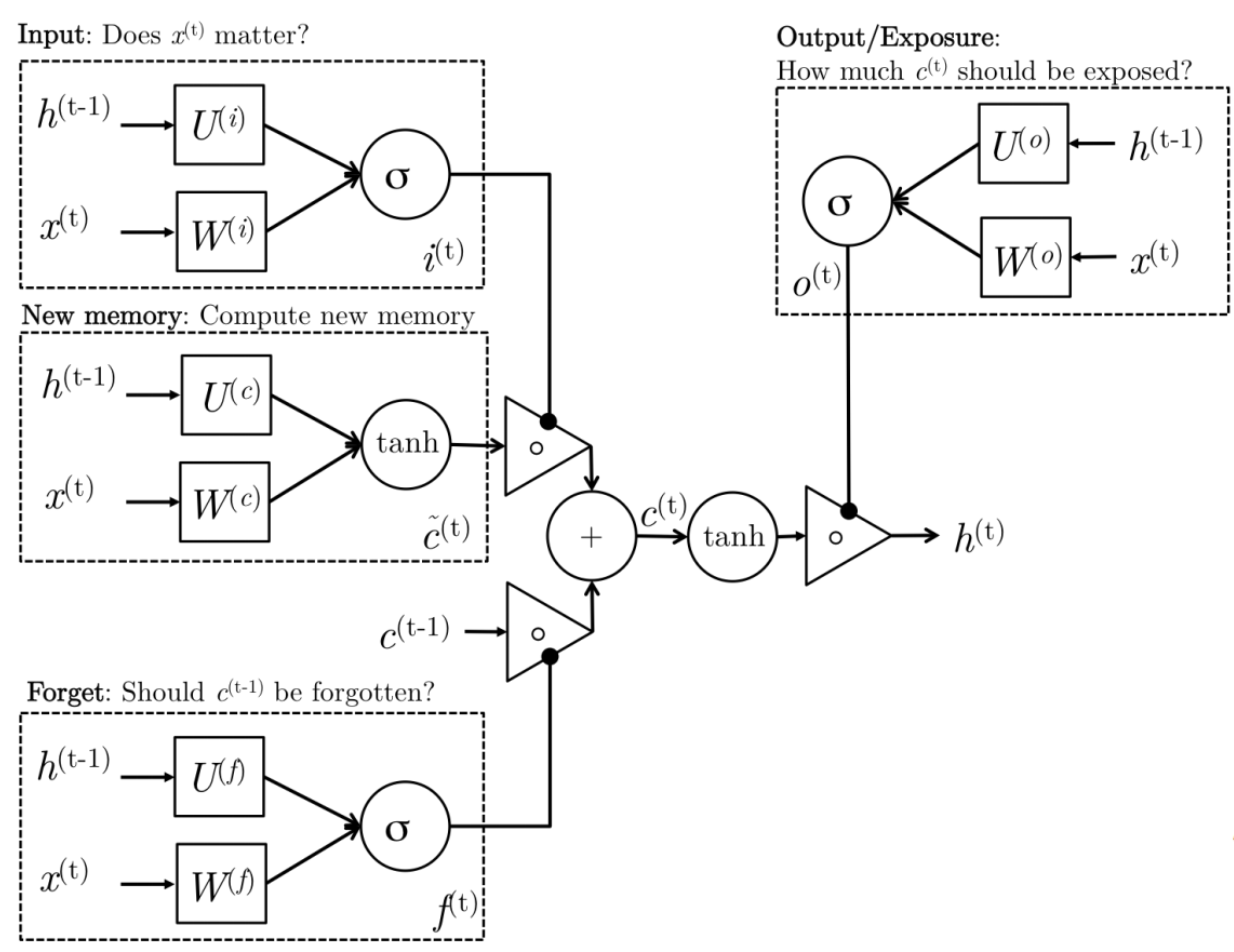 Input: Does x^(t) matter?
h^(t-1)
U^(i)
σ
x^(t)
W^(i)
i^(t)
New memory: Compute new memory
h^(t-1)
U^(c)
tanh
x^(t)
W^(c)
c̃^(t)
Forget: Should c^(t-1) be forgotten?
h^(t-1)
U^(f)
σ
x^(t)
W^(f)
f^(t)
c^(t-1)
+
c^(t)
tanh
h^(t)
Output/Exposure:
How much c^(t) should be exposed?
U^(o)
h^(t-1)
σ
W^(o)
x^(t)
o^(t)